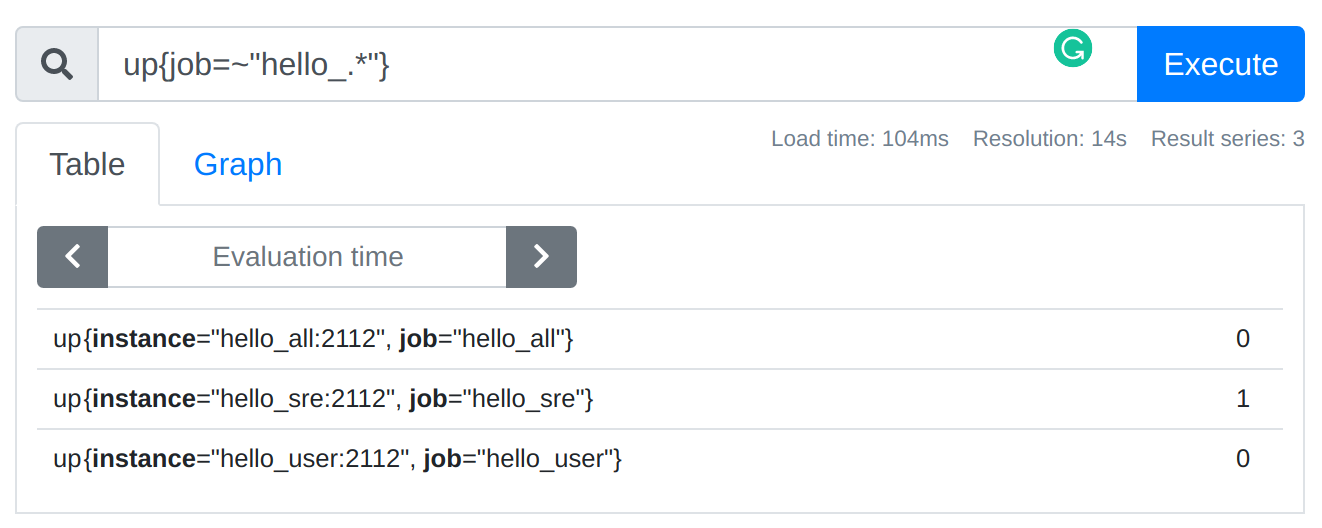 up{job=~"hello_.*"}
Execute
Load time: 104ms Resolution: 14s Result series: 3
Table Graph
Evaluation time
up{instance="hello_all:2112", job="hello_all"} 0
up{instance="hello_sre:2112", job="hello_sre"} 1
up{instance="hello_user:2112", job="hello_user"} 0